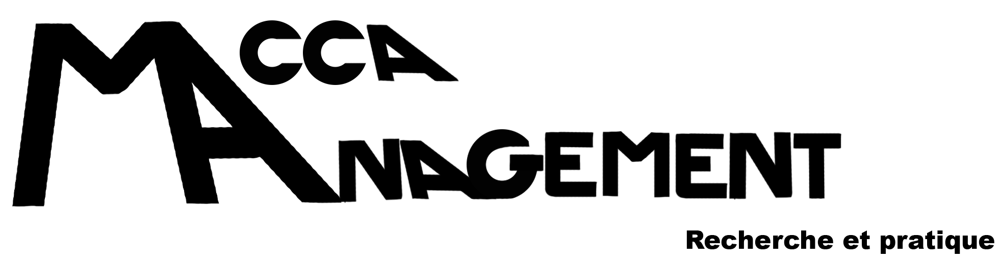 MACCA
MANAGEMENT
Recherche et pratique